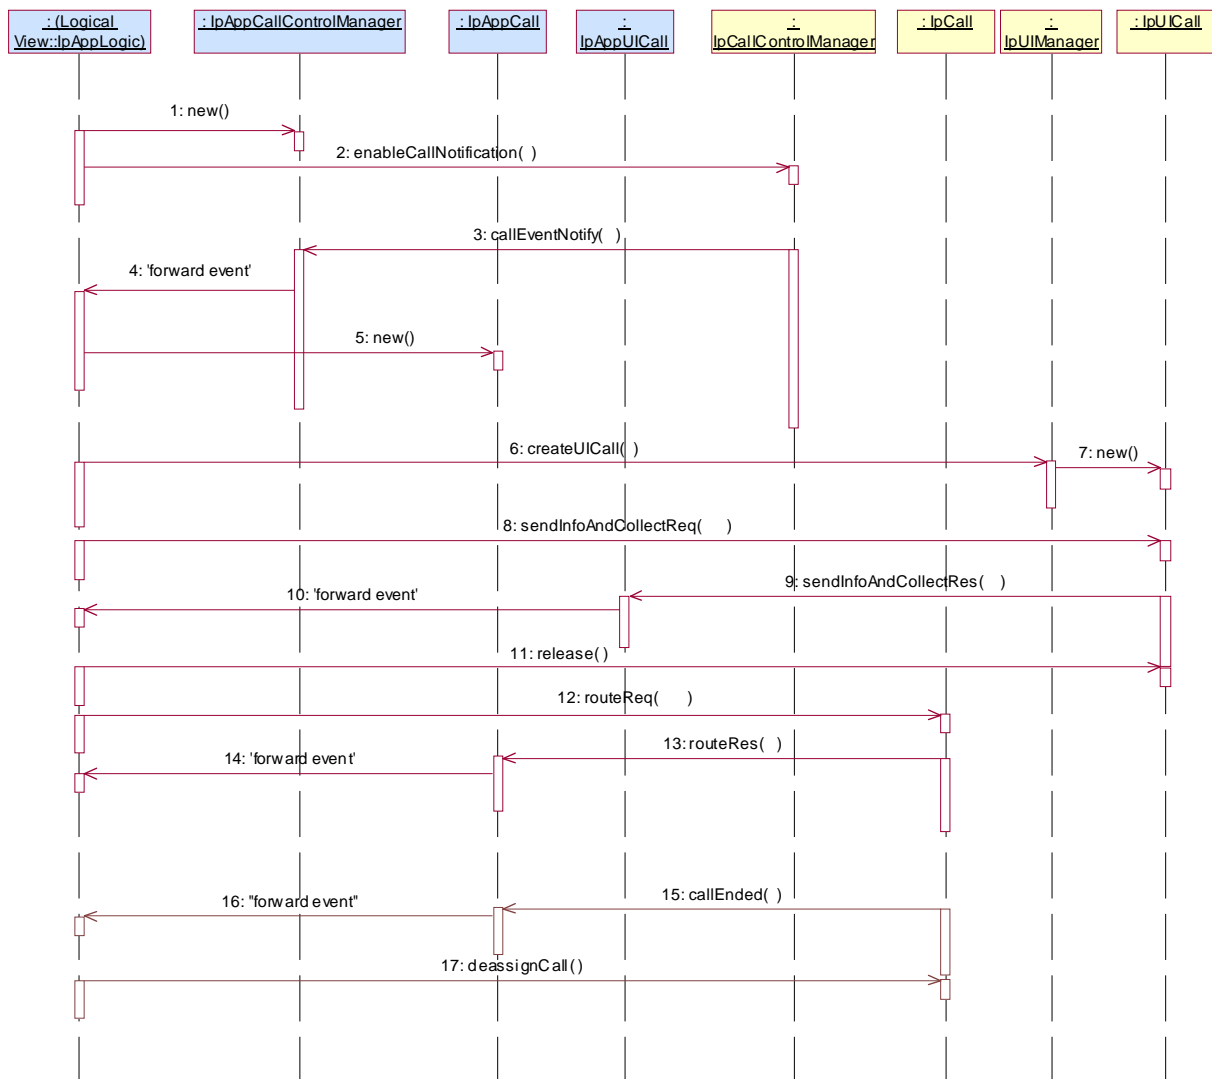 : (Logical
View::IpAppLogic)
: IpAppCallControlManager
: IpAppCall
:
IpAppUICall
:
IpCallControlManager
: IpCall
:
IpUIManager
: IpUICall
1: new()
2: enableCallNotification( )
3: callEventNotify( )
4: 'forward event'
5: new()
6: createUICall( )
7: new()
8: sendInfoAndCollectReq( )
9: sendInfoAndCollectRes( )
10: 'forward event'
11: release()
12: routeReq( )
13: routeRes( )
14: 'forward event'
15: callEnded( )
16: "forward event"
17: deassignCall()